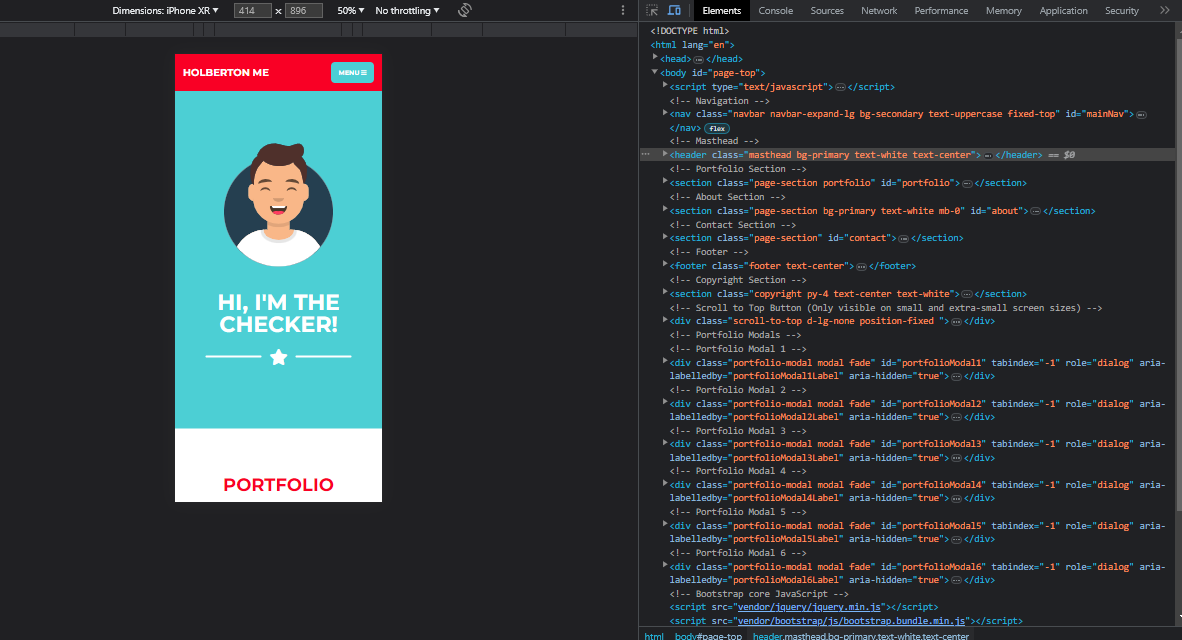 Dimensions: iPhone XR ▼ 414 x 896 50% ▼ No throttling ▼
HOLBERTON ME
MENU
HI, I'M THE
CHECKER!
PORTFOLIO
Elements Console Sources Network Performance Memory Application Security
<!DOCTYPE html>
<html lang="en">
<head>…</head>
<body id="page-top">
<script type="text/javascript">…</script>
<!-- Navigation -->
<nav class="navbar navbar-expand-lg bg-secondary text-uppercase fixed-top" id="mainNav">…
</nav> flex
<!-- Masthead -->
<header class="masthead bg-primary text-white text-center">…</header> == $0
<!-- Portfolio Section -->
<section class="page-section portfolio" id="portfolio">…</section>
<!-- About Section -->
<section class="page-section bg-primary text-white mb-0" id="about">…</section>
<!-- Contact Section -->
<section class="page-section" id="contact">…</section>
<!-- Footer -->
<footer class="footer text-center">…</footer>
<!-- Copyright Section -->
<section class="copyright py-4 text-center text-white">…</section>
<!-- Scroll to Top Button (Only visible on small and extra-small screen sizes) -->
<div class="scroll-to-top d-lg-none position-fixed ">…</div>
<!-- Portfolio Modals -->
<!-- Portfolio Modal 1 -->
<div class="portfolio-modal modal fade" id="portfolioModal1" tabindex="-1" role="dialog" aria-
labelledby="portfolioModal1Label" aria-hidden="true">…</div>
<!-- Portfolio Modal 2 -->
<div class="portfolio-modal modal fade" id="portfolioModal2" tabindex="-1" role="dialog" aria-
labelledby="portfolioModal2Label" aria-hidden="true">…</div>
<!-- Portfolio Modal 3 -->
<div class="portfolio-modal modal fade" id="portfolioModal3" tabindex="-1" role="dialog" aria-
labelledby="portfolioModal3Label" aria-hidden="true">…</div>
<!-- Portfolio Modal 4 -->
<div class="portfolio-modal modal fade" id="portfolioModal4" tabindex="-1" role="dialog" aria-
labelledby="portfolioModal4Label" aria-hidden="true">…</div>
<!-- Portfolio Modal 5 -->
<div class="portfolio-modal modal fade" id="portfolioModal5" tabindex="-1" role="dialog" aria-
labelledby="portfolioModal5Label" aria-hidden="true">…</div>
<!-- Portfolio Modal 6 -->
<div class="portfolio-modal modal fade" id="portfolioModal6" tabindex="-1" role="dialog" aria-
labelledby="portfolioModal6Label" aria-hidden="true">…</div>
<!-- Bootstrap core JavaScript -->
<script src="vendor/jquery/jquery.min.js"></script>
<script src="vendor/bootstrap/js/bootstrap.bundle.min.js"></script>
html body#page-top header.masthead.bg-primary.text-white.text-center